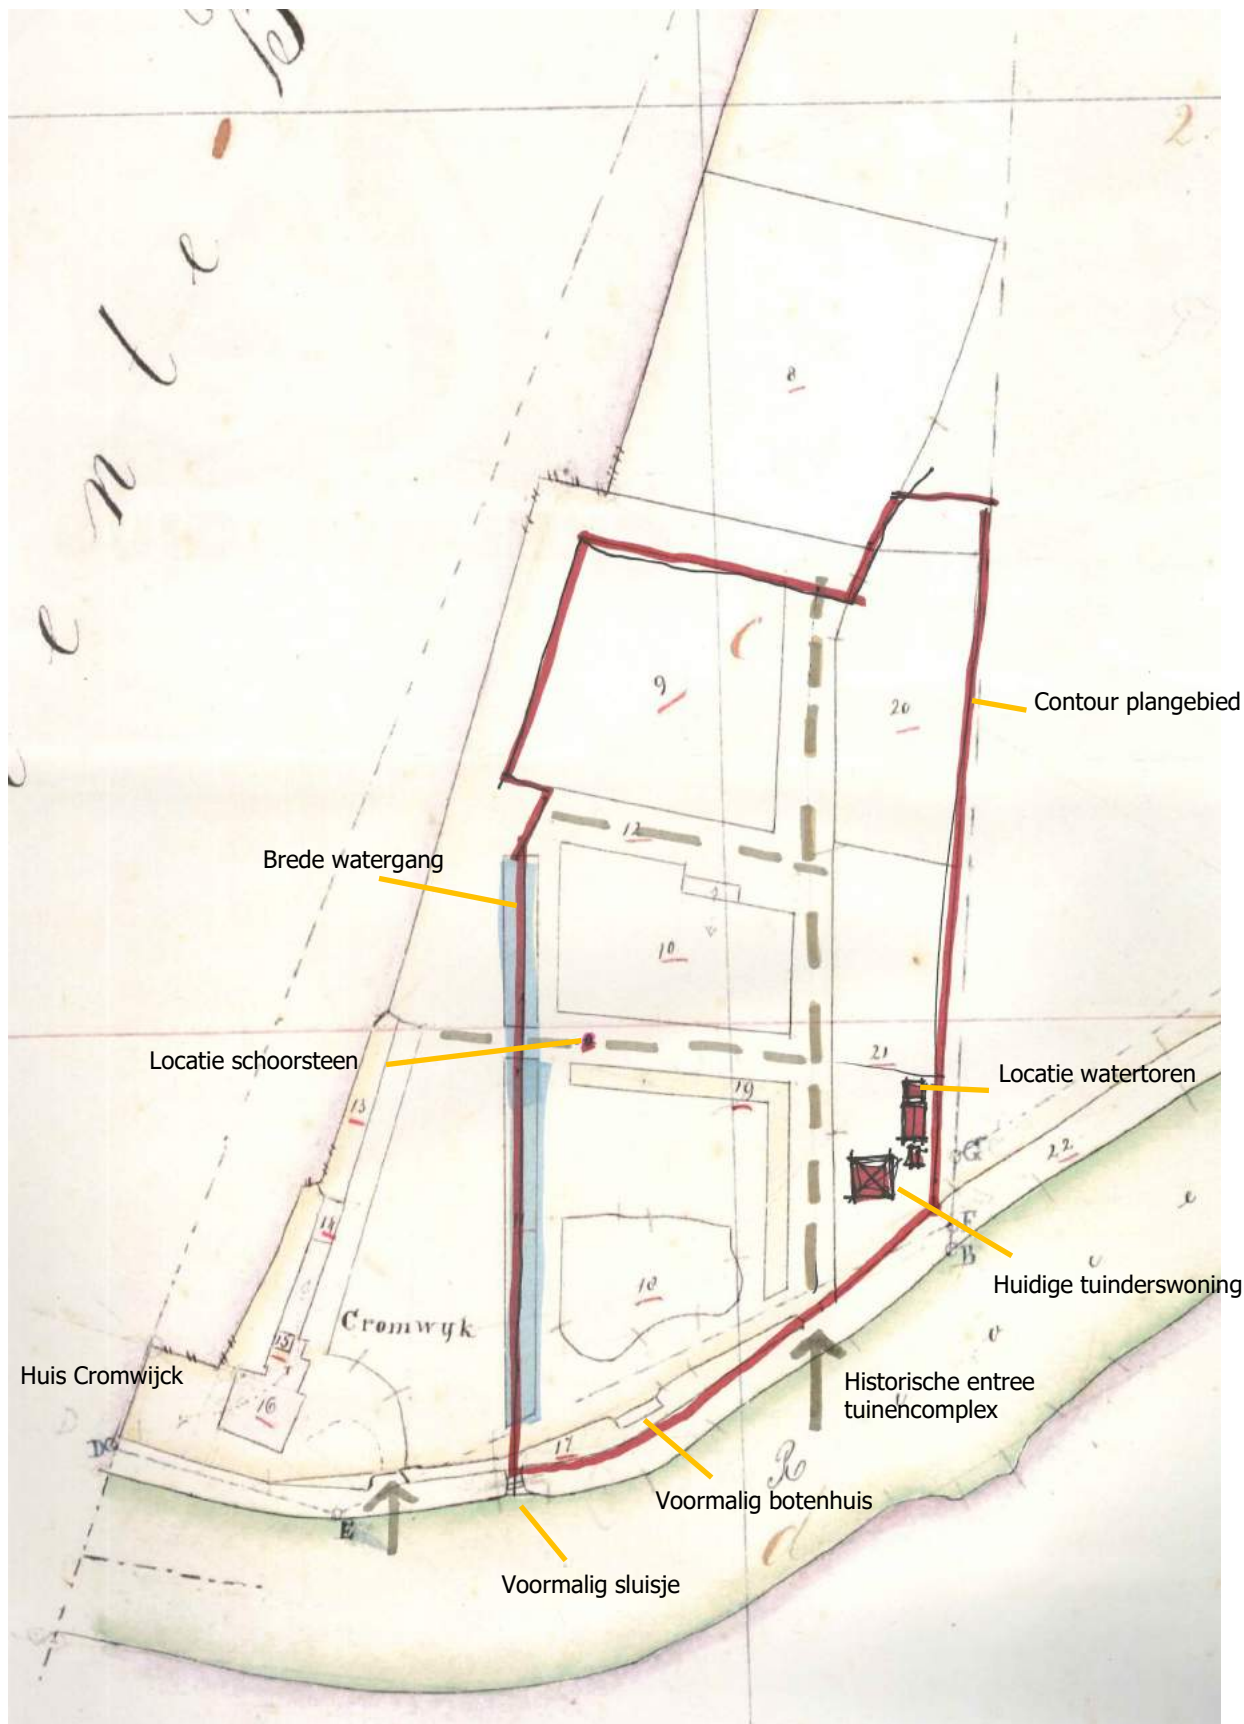 2.
e
l
n
e
8
9
C
20
Contour plangebied
12
Brede watergang
10
Locatie schoorsteen
21
Locatie watertoren
13
19
22
G
14
F
B
e
Huidige tuinderswoning
18
Cromwyk
15
v
Huis Cromwijck
16
Historische entree
tuinencomplex
D
17
R
Voormalig botenhuis
E
d
Voormalig sluisje